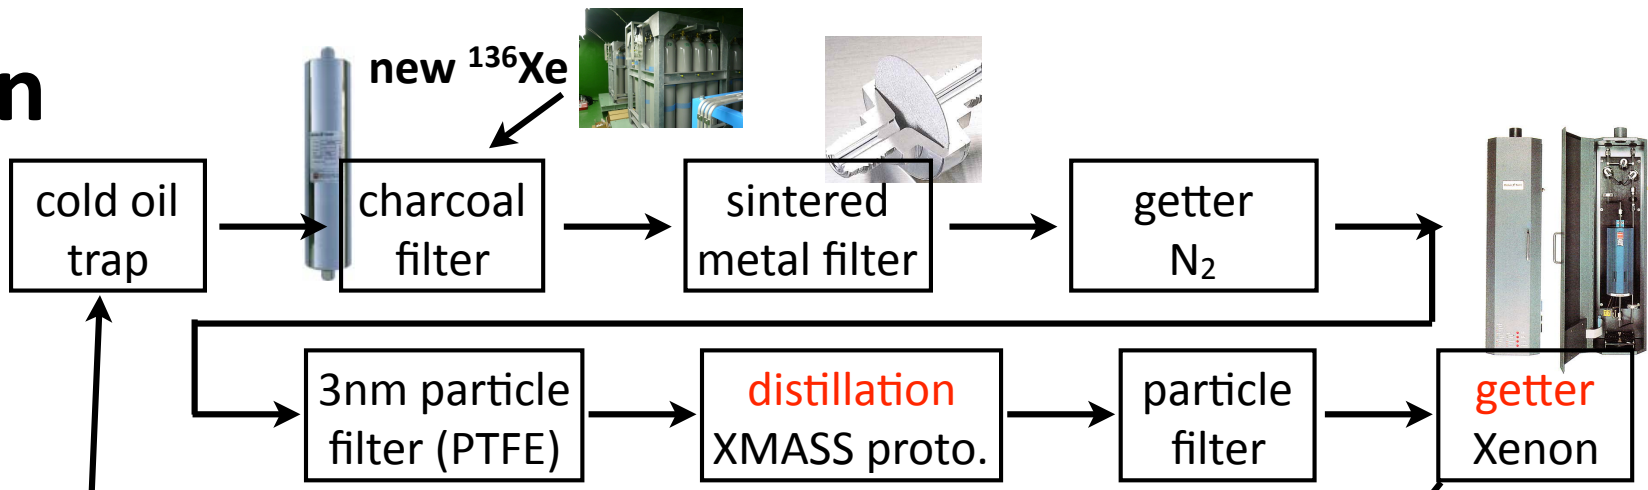 n
new ¹³⁶Xe
cold oil
trap
charcoal
filter
sintered
metal filter
getter
N₂
3nm particle
filter (PTFE)
distillation
XMASS proto.
particle
filter
getter
Xenon